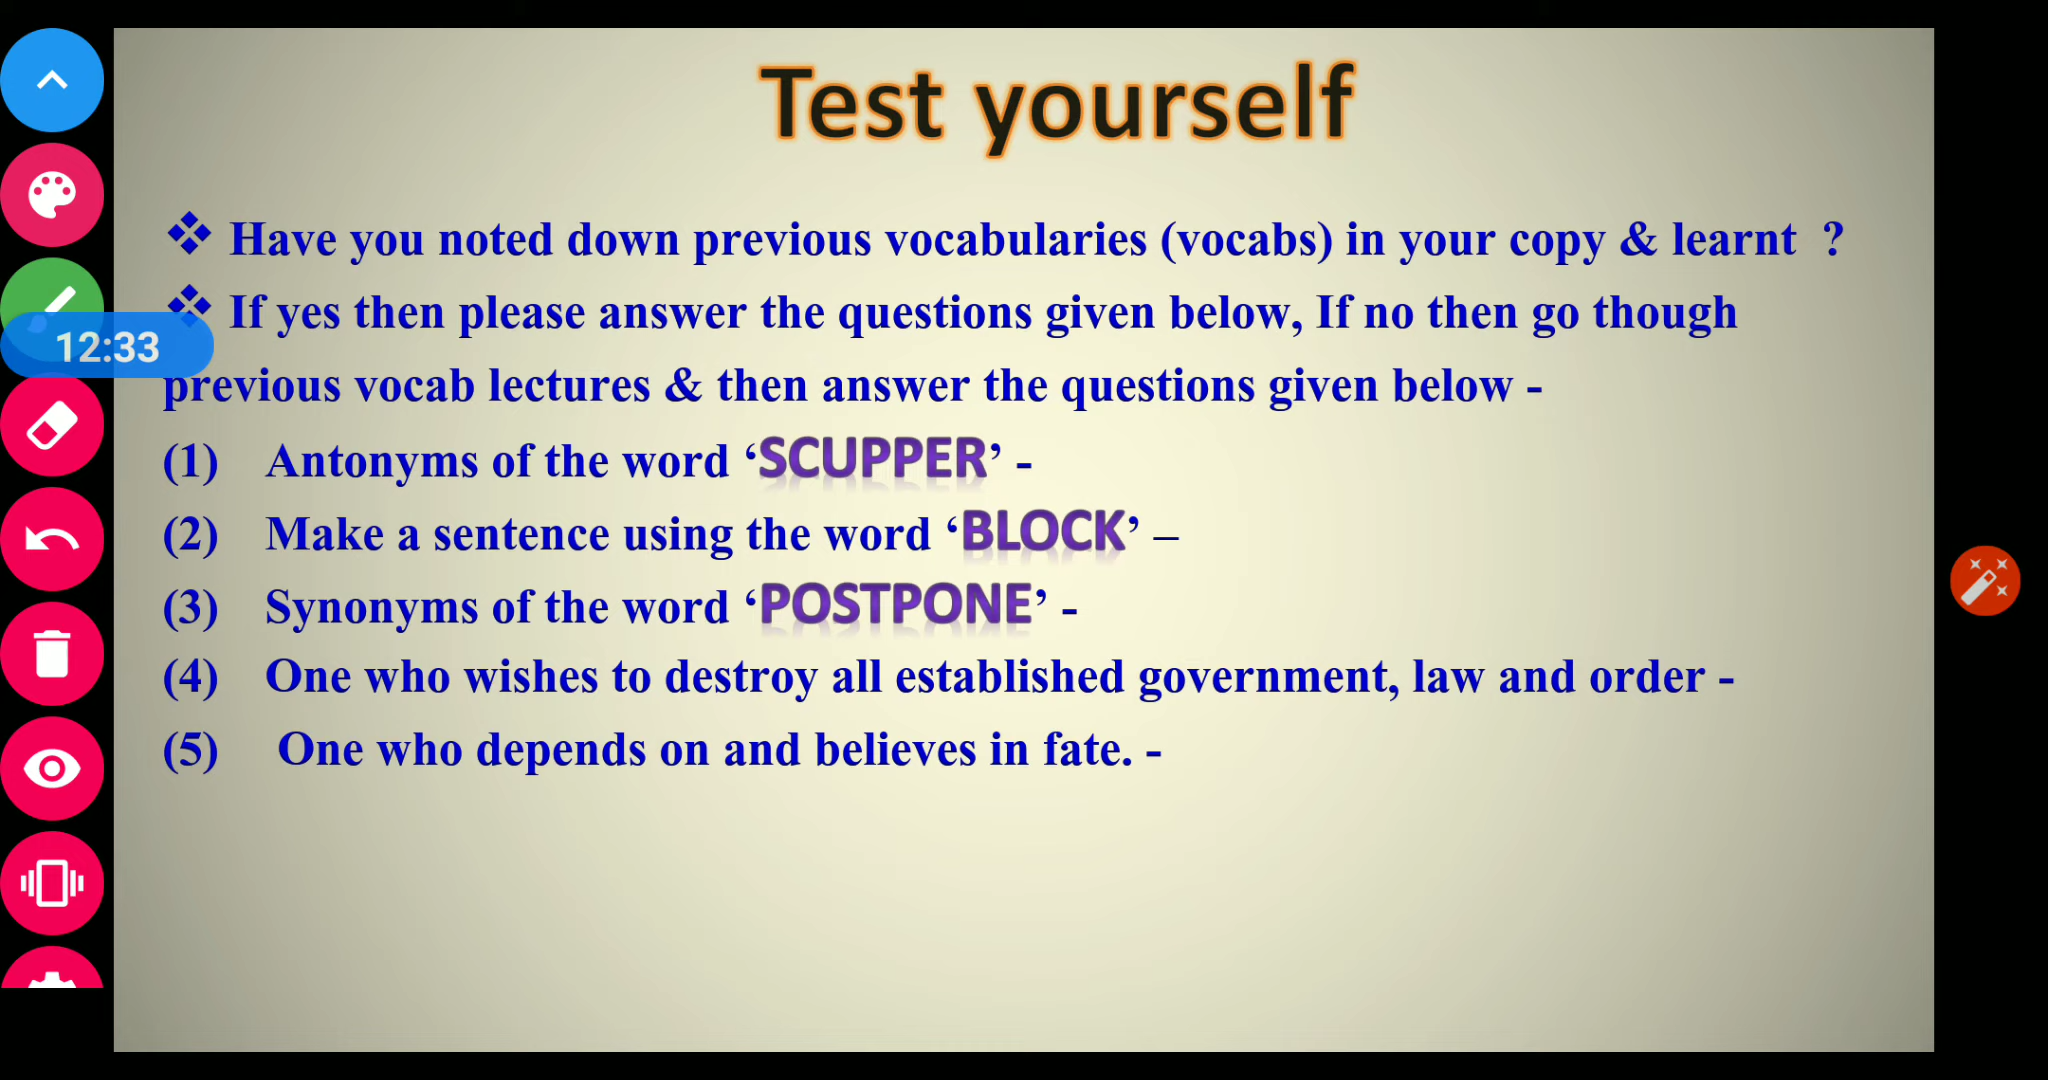 Test yourself
❖ Have you noted down previous vocabularies (vocabs) in your copy & learnt ?
❖ If yes then please answer the questions given below, If no then go though
12:33
previous vocab lectures & then answer the questions given below -
(1) Antonyms of the word ‘SCUPPER’ -
(2) Make a sentence using the word ‘BLOCK’ –
(3) Synonyms of the word ‘POSTPONE’ -
(4) One who wishes to destroy all established government, law and order -
(5) One who depends on and believes in fate. -